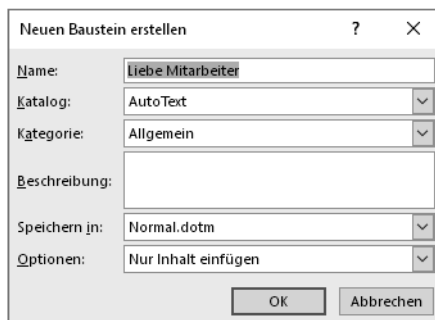 Neuen Baustein erstellen ?
Name: Liebe Mitarbeiter
Katalog: AutoText
Kategorie: Allgemein
Beschreibung:
Speichern in: Normal.dotm
Optionen: Nur Inhalt einfügen
OK Abbrechen